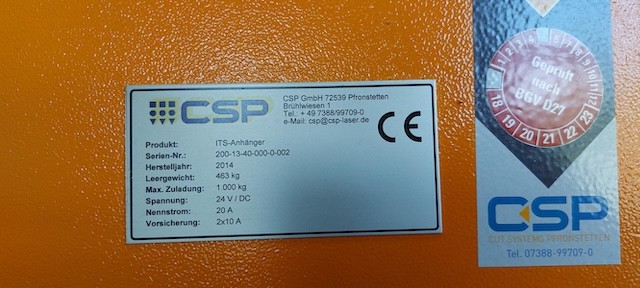 CSP
CSP GmbH 72539 Pfronstetten
Brühlwiesen 1
Tel.: + 49 7388/99709-0
e-Mail: csp@csp-laser.de
CE
Produkt: ITS-Anhänger
Serien-Nr.: 200-13-40-000-0-002
Herstelljahr: 2014
Leergewicht: 463 kg
Max. Zuladung: 1.000 kg
Spannung: 24 V / DC
Nennstrom: 20 A
Vorsicherung: 2x10 A
Geprüft
nach
BGV D27
18 19 20 21 22 23
CSP
CUT SYSTEMS PFRONSTETTEN
Tel. 07388-99709-0